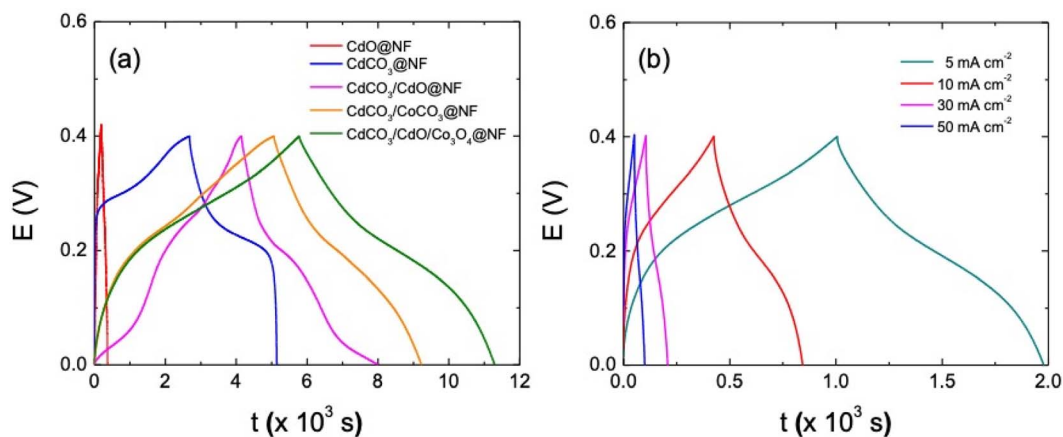 (a)
CdO@NF
CdCO₃@NF
CdCO₃/CdO@NF
CdCO₃/CoCO₃@NF
CdCO₃/CdO/Co₃O₄@NF
E (V)
0.6
0.4
0.2
0.0
0 2 4 6 8 10 12
t (x 10³ s)
(b)
5 mA cm⁻²
10 mA cm⁻²
30 mA cm⁻²
50 mA cm⁻²
E (V)
0.6
0.4
0.2
0.0
0.0 0.5 1.0 1.5 2.0
t (x 10³ s)